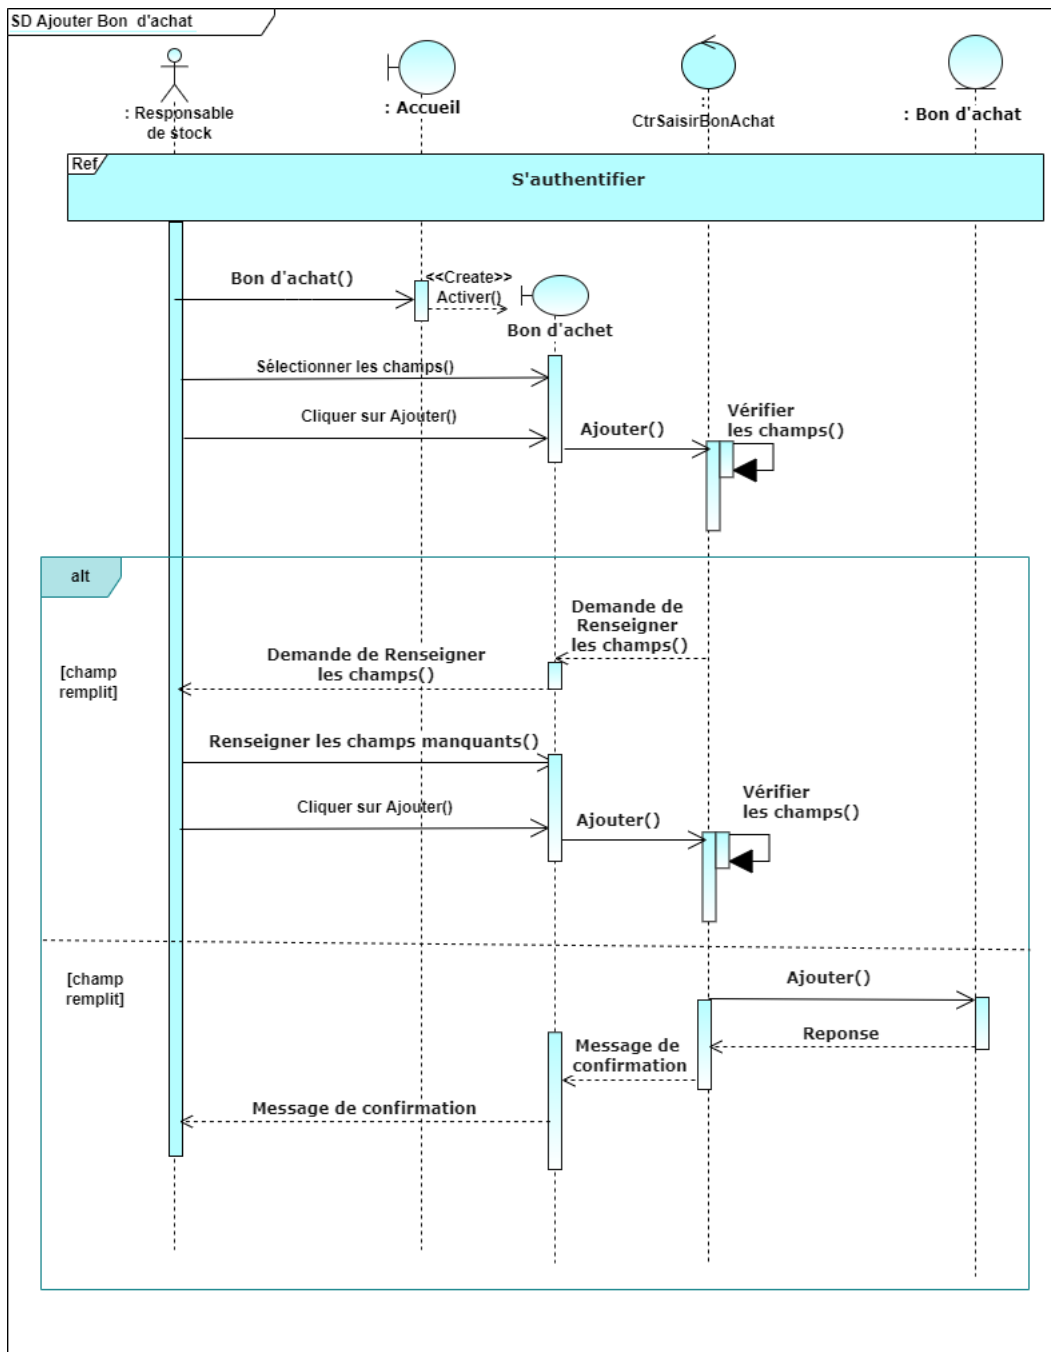 SD Ajouter Bon  d'achat
: Responsable
de stock
: Accueil
:
CtrSaisirBonAchat
: Bon d'achat
Ref
S'authentifier
Bon d'achat()
<<Create>>
Activer()
Bon d'achet
Sélectionner les champs()
Cliquer sur Ajouter()
Ajouter()
Vérifier
les champs()
alt
Demande de
Renseigner
les champs()
[champ
remplit]
Demande de Renseigner
les champs()
Renseigner les champs manquants()
Cliquer sur Ajouter()
Ajouter()
Vérifier
les champs()
[champ
remplit]
Ajouter()
Reponse
Message de
confirmation
Message de confirmation